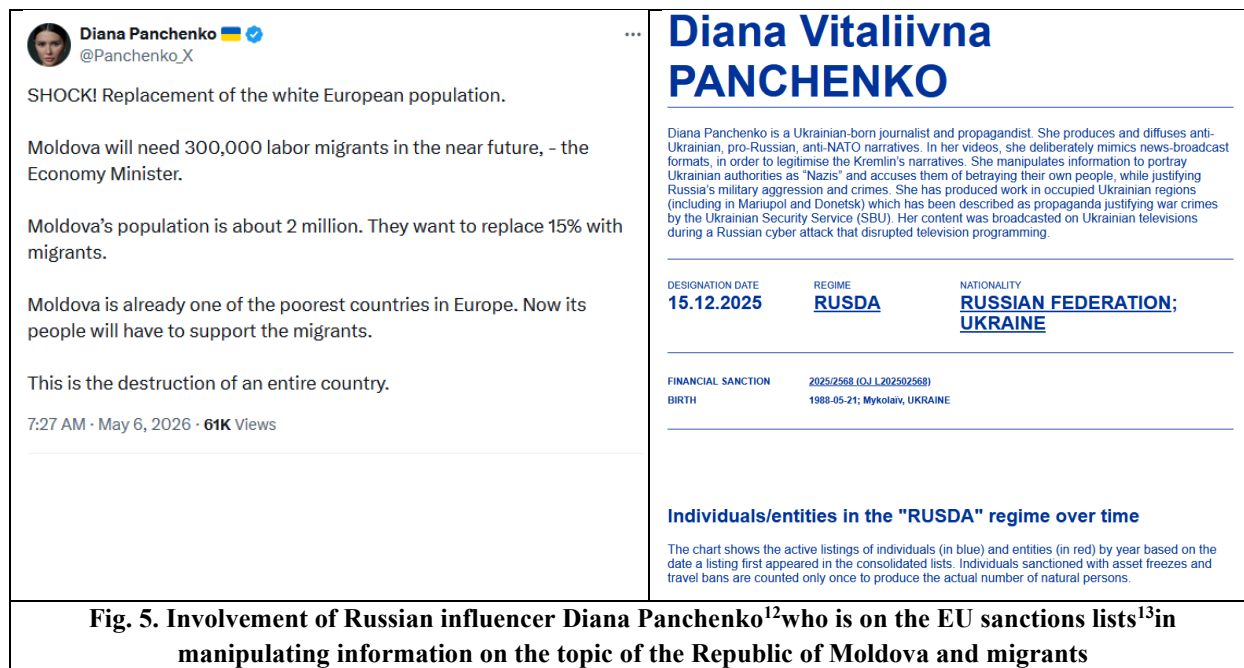 Diana Panchenko 🇺🇦
@Panchenko_X
SHOCK! Replacement of the white European population.
Moldova will need 300,000 labor migrants in the near future, - the
Economy Minister.
Moldova's population is about 2 million. They want to replace 15% with
migrants.
Moldova is already one of the poorest countries in Europe. Now its
people will have to support the migrants.
This is the destruction of an entire country.
7:27 AM · May 6, 2026 · 61K Views
Diana Vitaliivna
PANCHENKO
Diana Panchenko is a Ukrainian-born journalist and propagandist. She produces and diffuses anti-
Ukrainian, pro-Russian, anti-NATO narratives. In her videos, she deliberately mimics news-broadcast
formats, in order to legitimise the Kremlin's narratives. She manipulates information to portray
Ukrainian authorities as “Nazis” and accuses them of betraying their own people, while justifying
Russia's military aggression and crimes. She has produced work in occupied Ukrainian regions
(including in Mariupol and Donetsk) which has been described as propaganda justifying war crimes
by the Ukrainian Security Service (SBU). Her content was broadcasted on Ukrainian televisions
during a Russian cyber attack that disrupted television programming.
DESIGNATION DATE
15.12.2025
REGIME
RUSDA
NATIONALITY
RUSSIAN FEDERATION;
UKRAINE
FINANCIAL SANCTION 2025/2568 (OJ L202502568)
BIRTH 1988-05-21; Mykolaïv, UKRAINE
Individuals/entities in the "RUSDA" regime over time
The chart shows the active listings of individuals (in blue) and entities (in red) by year based on the
date a listing first appeared in the consolidated lists. Individuals sanctioned with asset freezes and
travel bans are counted only once to produce the actual number of natural persons.
Fig. 5. Involvement of Russian influencer Diana Panchenko¹²who is on the EU sanctions lists¹³in
manipulating information on the topic of the Republic of Moldova and migrants